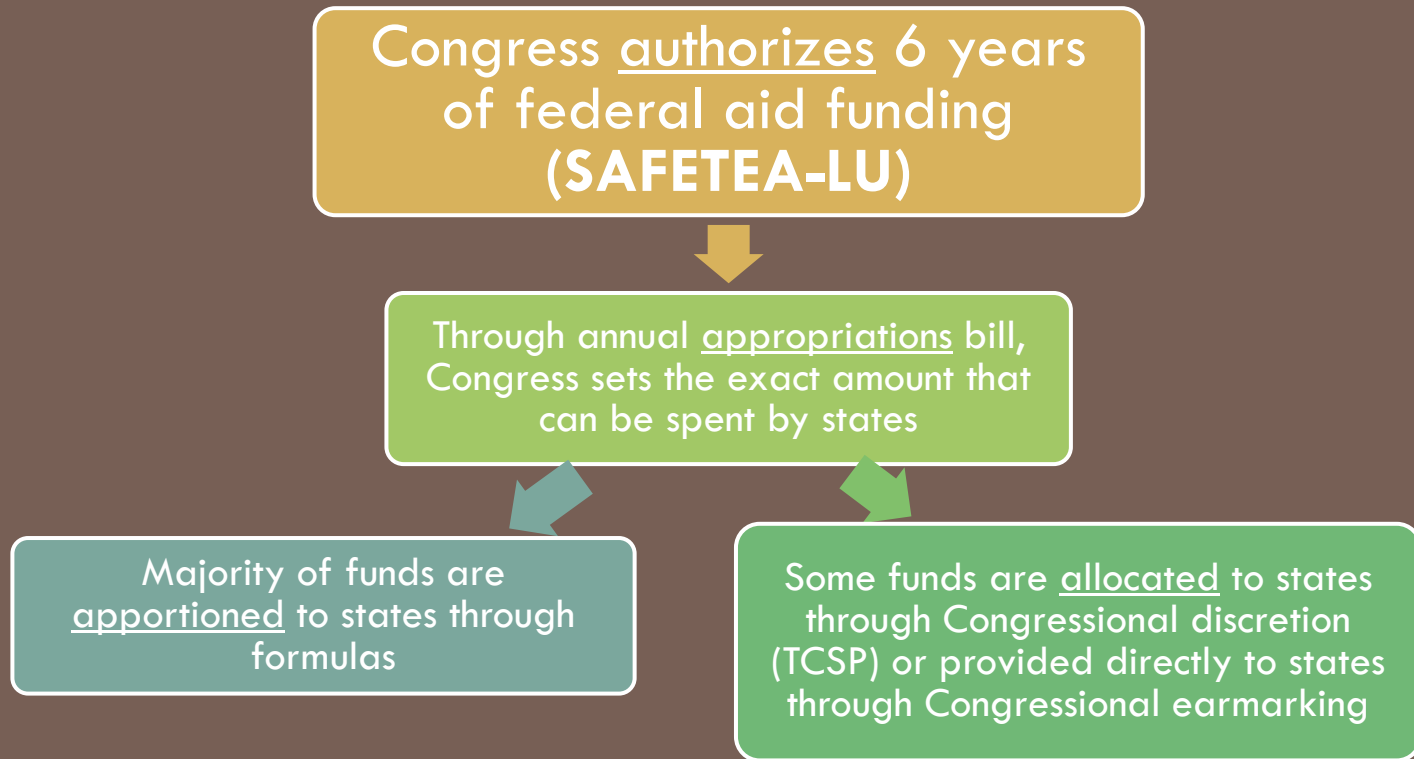 Congress authorizes 6 years
of federal aid funding
(SAFETEA-LU)
Through annual appropriations bill,
Congress sets the exact amount that
can be spent by states
Majority of funds are
apportioned to states through
formulas
Some funds are allocated to states
through Congressional discretion
(TCSP) or provided directly to states
through Congressional earmarking